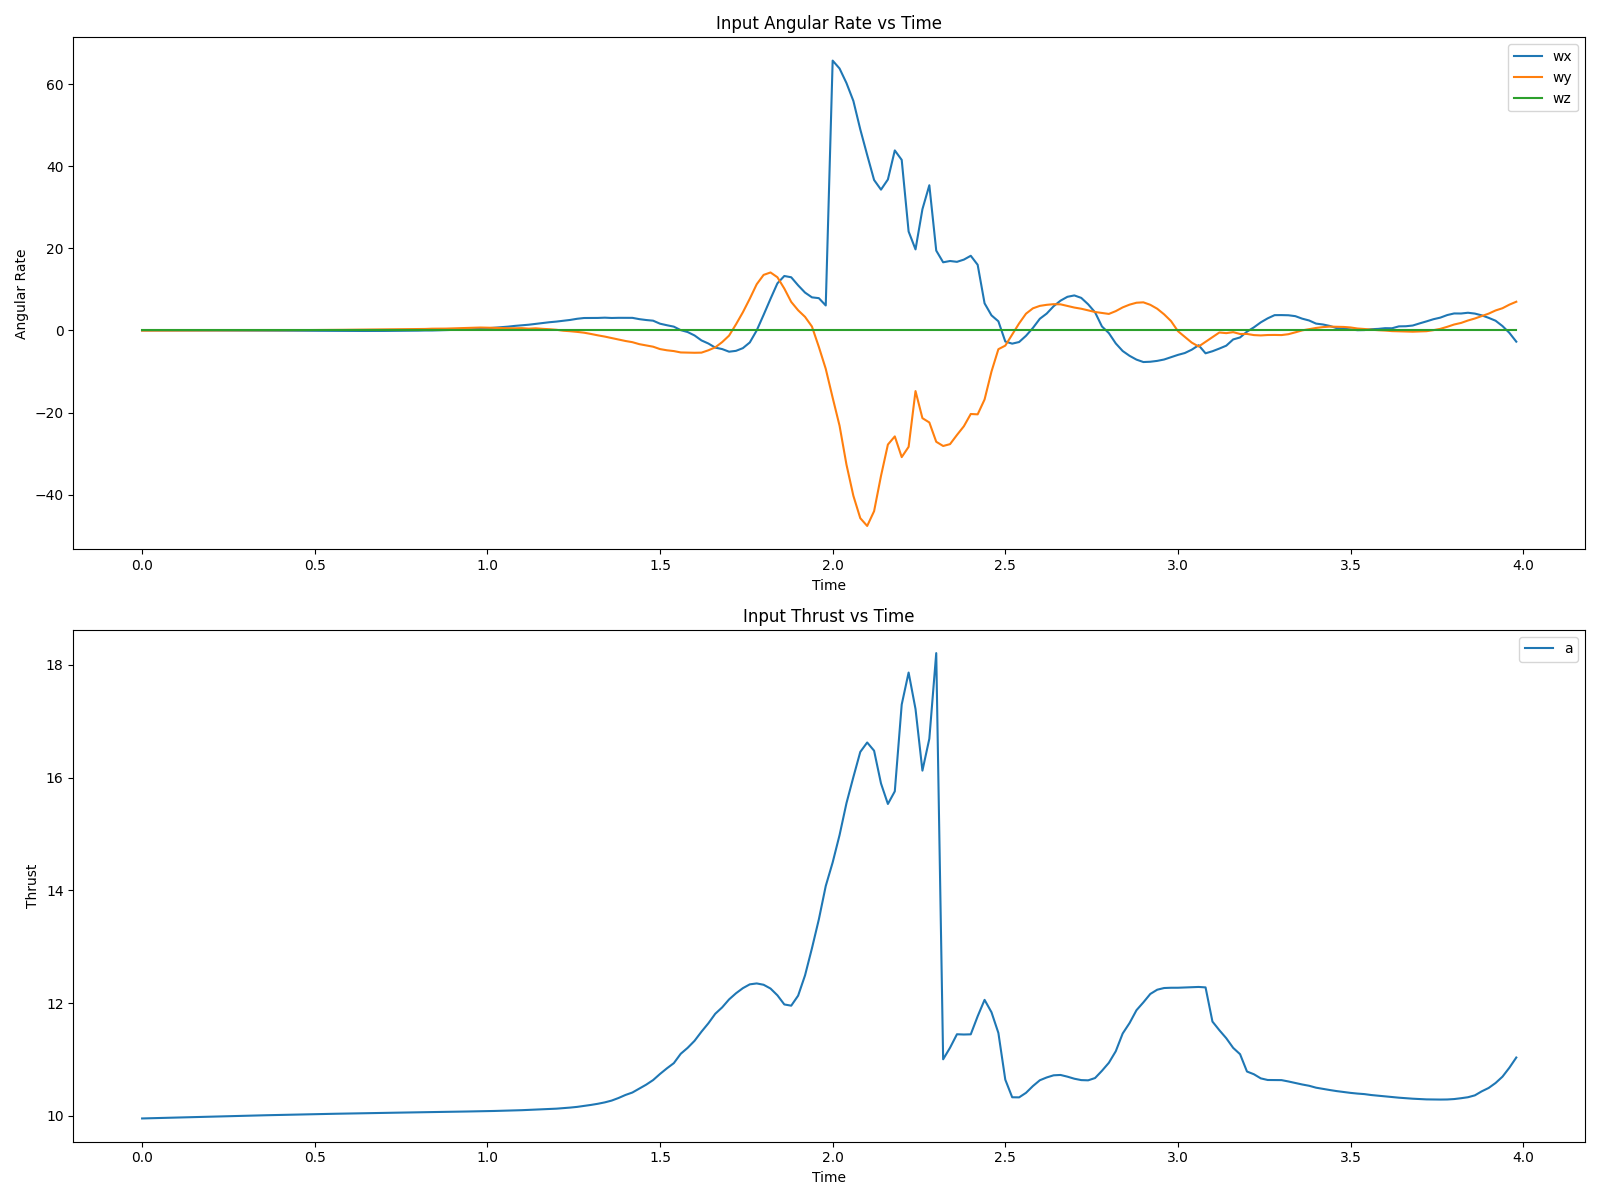 Input Angular Rate vs Time
60
40
20
0
−20
−40
Angular Rate
wx
wy
wz
0.0 0.5 1.0 1.5 2.0 2.5 3.0 3.5 4.0
Time
Input Thrust vs Time
18
16
14
12
10
Thrust
a
0.0 0.5 1.0 1.5 2.0 2.5 3.0 3.5 4.0
Time